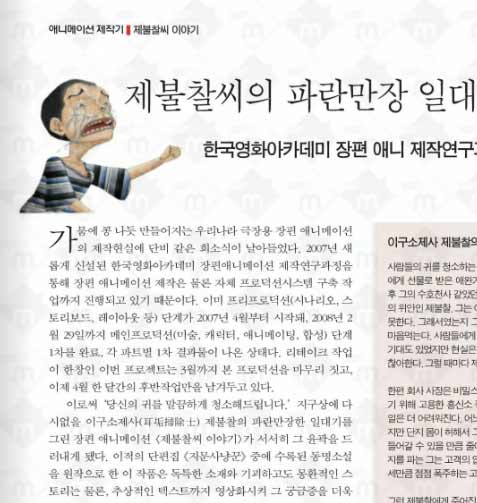 애니메이션 제작기 ▮ 제불찰씨 이야기
제불찰씨의 파란만장 일대
한국영화아카데미 장편 애니 제작연구
가뭄에 콩 나듯 만들어지는 우리나라 극장용 장편 애니메이션
의 제작현실에 단비 같은 희소식이 날아들었다. 2007년 새
롭게 신설된 한국영화아카데미 장편애니메이션 제작연구과정을
통해 장편 애니메이션 제작은 물론 자체 프로덕션시스템 구축 작
업까지 진행되고 있기 때문이다. 이미 프리프로덕션(시나리오, 스
토리보드, 레이아웃 등) 단계가 2007년 4월부터 시작돼, 2008년 2
월 29일까지 메인프로덕션(미술, 캐릭터, 애니메이팅, 합성) 단계
1차를 완료, 각 파트별 1차 결과물이 나온 상태다. 리테이크 작업
이 한창인 이번 프로젝트는 3월까지 본 프로덕션을 마무리 짓고,
이제 4월 한 달간의 후반작업만을 남겨두고 있다.
이로써 '당신의 귀를 말끔하게 청소해드립니다.' 지구상에 다
시없을 이구소제사(耳垢掃除士) 제불찰의 파란만장한 일대기를
그린 장편 애니메이션 〈제불찰씨 이야기〉가 서서히 그 윤곽을 드
러내게 됐다. 이적의 단편집 《지문사냥꾼》 중에 수록된 동명소설
을 원작으로 한 이 작품은 독특한 소재와 기괴하고도 몽환적인 스
토리는 물론, 추상적인 텍스트까지 영상화시켜 그 궁금증을 더욱
이구소제사 제불찰의
사람들의 귀를 청소하는
에게 선물로 받은 애완
후 그의 수호천사 같았던
의 위안인 제불찰. 그는
못한다. 그래서였는지 그
마음먹는다. 사람들에게
기대도 있었지만 현실은
찮아한다. 그럴 때마다 제
한편 회사 사장은 비밀스
기 위해 고용한 흥신소
일은 더 어려워진다. 어느
지만 단지 몸이 허해서 그
들어갈 수 있을 만큼 줄어
지를 파는 그는 고객의 입
세만큼 점점 폭주하는 고
그런 제불찰에게 주어진